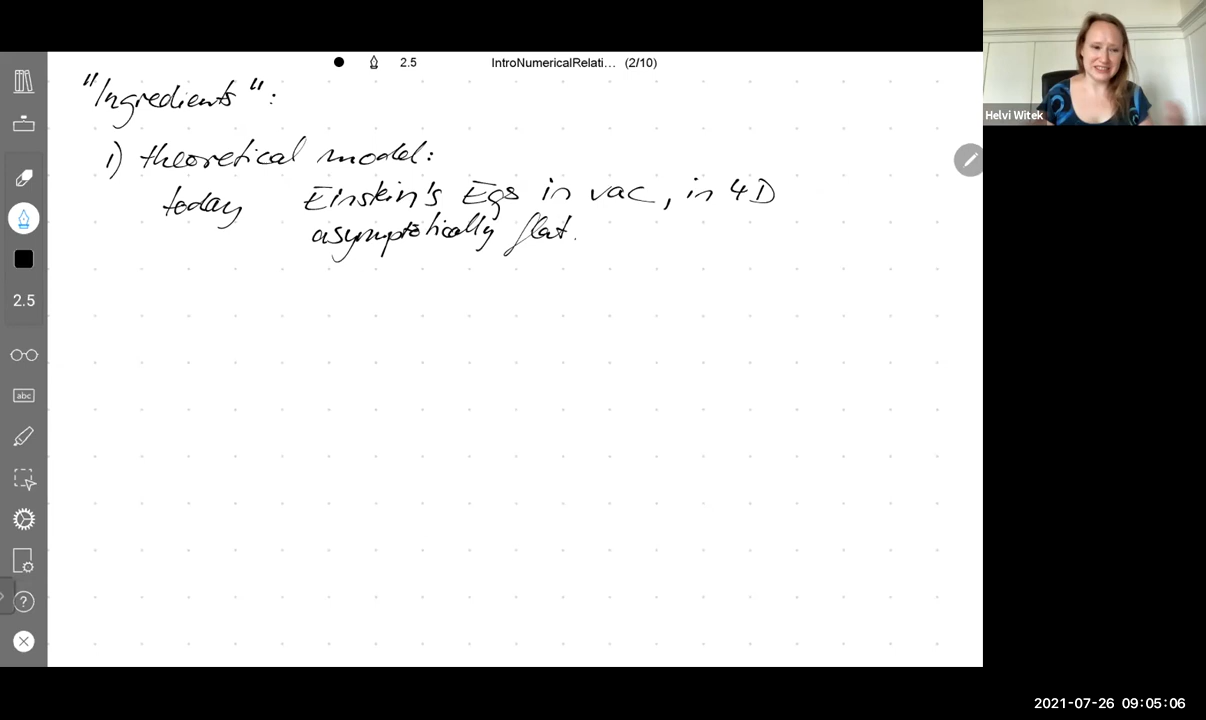 2.5 IntroNumericalRelati... (2/10)
"Ingredients":
1) theoretical model:
today Einstein's Eqs in vac, in 4D
asymptotically flat.
2.5
abc
?
Helvi Witek
2021-07-26 09:05:06